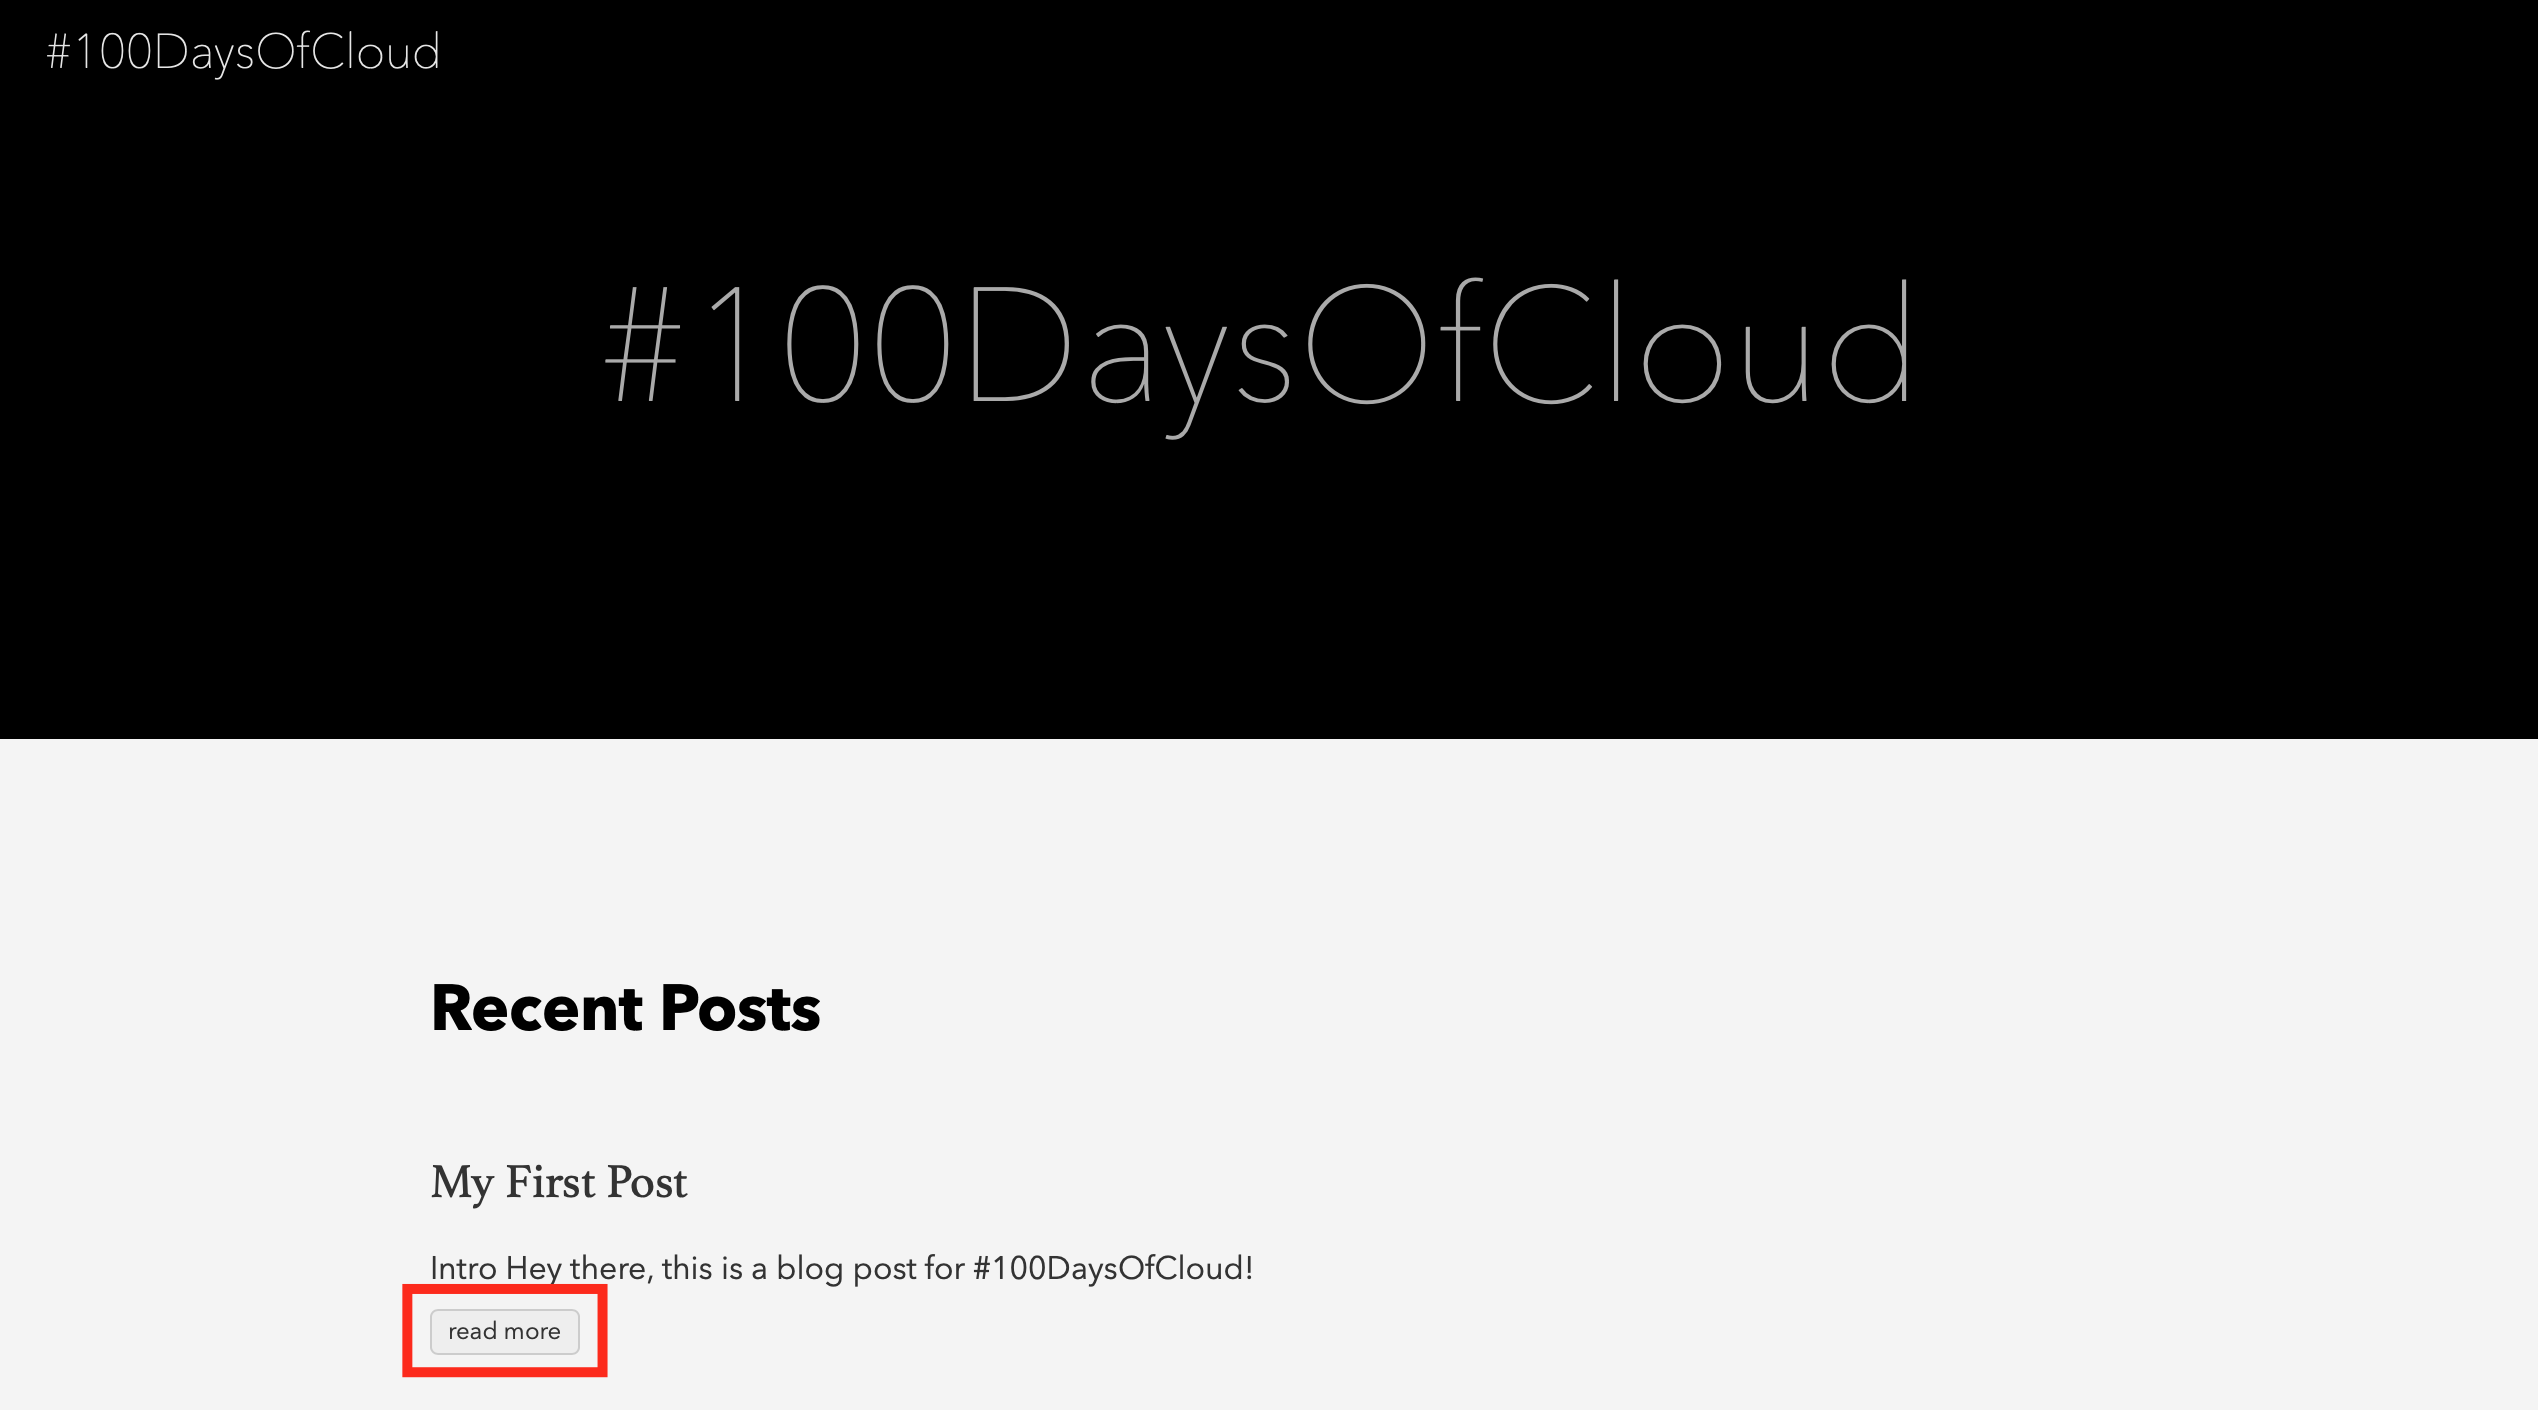 #100DaysOfCloud
#100DaysOfCloud
Recent Posts
My First Post
Intro Hey there, this is a blog post for #100DaysOfCloud!
read more